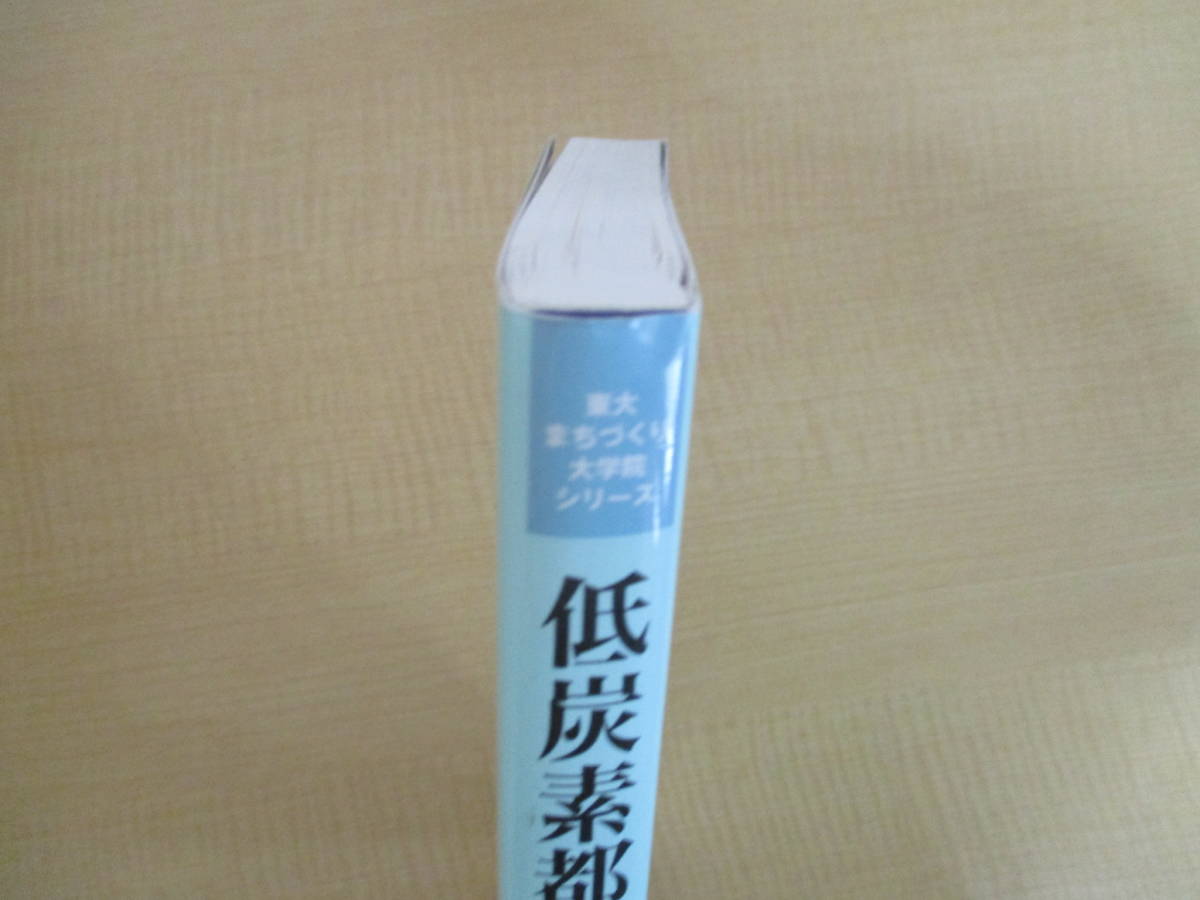 東大
まちづくり
大学院
シリーズ
低炭素都